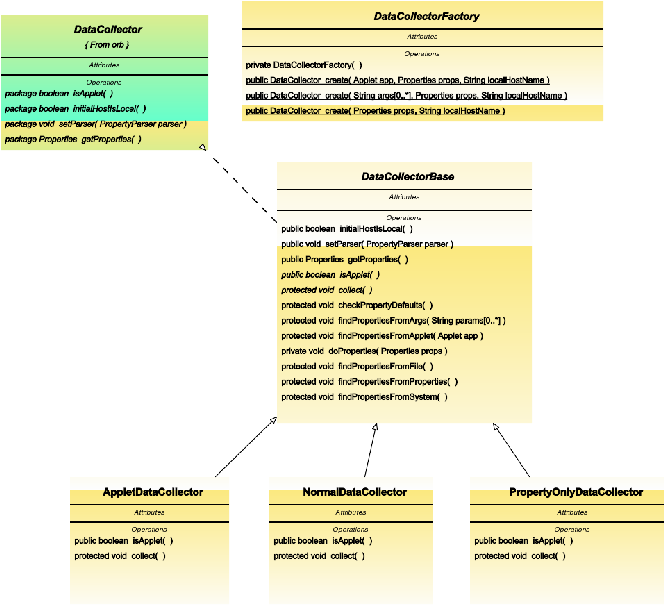 DataCollector
{ From orb }
Attributes
Operations
package boolean isApplet( )
package boolean initialHostIsLocal( )
package void setParser( PropertyParser parser )
package Properties getProperties( )
DataCollectorFactory
Attributes
Operations
private DataCollectorFactory( )
public DataCollector create( Applet app, Properties props, String localHostName )
public DataCollector create( String args[0..*], Properties props, String localHostName )
public DataCollector create( Properties props, String localHostName )
DataCollectorBase
Attributes
Operations
public boolean initialHostIsLocal( )
public void setParser( PropertyParser parser )
public Properties getProperties( )
public boolean isApplet( )
protected void collect( )
protected void checkPropertyDefaults( )
protected void findPropertiesFromArgs( String params[0..*] )
protected void findPropertiesFromApplet( Applet app )
private void doProperties( Properties props )
protected void findPropertiesFromFile( )
protected void findPropertiesFromProperties( )
protected void findPropertiesFromSystem( )
AppletDataCollector
Attributes
Operations
public boolean isApplet( )
protected void collect( )
NormalDataCollector
Attributes
Operations
public boolean isApplet( )
protected void collect( )
PropertyOnlyDataCollector
Attributes
Operations
public boolean isApplet( )
protected void collect( )